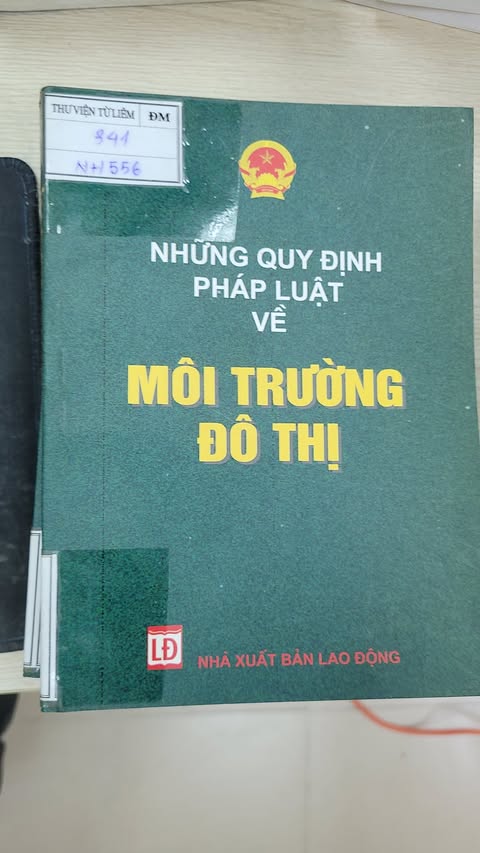 THƯ VIỆN TỪ LIÊM ĐM
341
NH556
NHỮNG QUY ĐỊNH
PHÁP LUẬT
VỀ
MÔI TRƯỜNG
ĐÔ THỊ
LĐ
NHÀ XUẤT BẢN LAO ĐỘNG